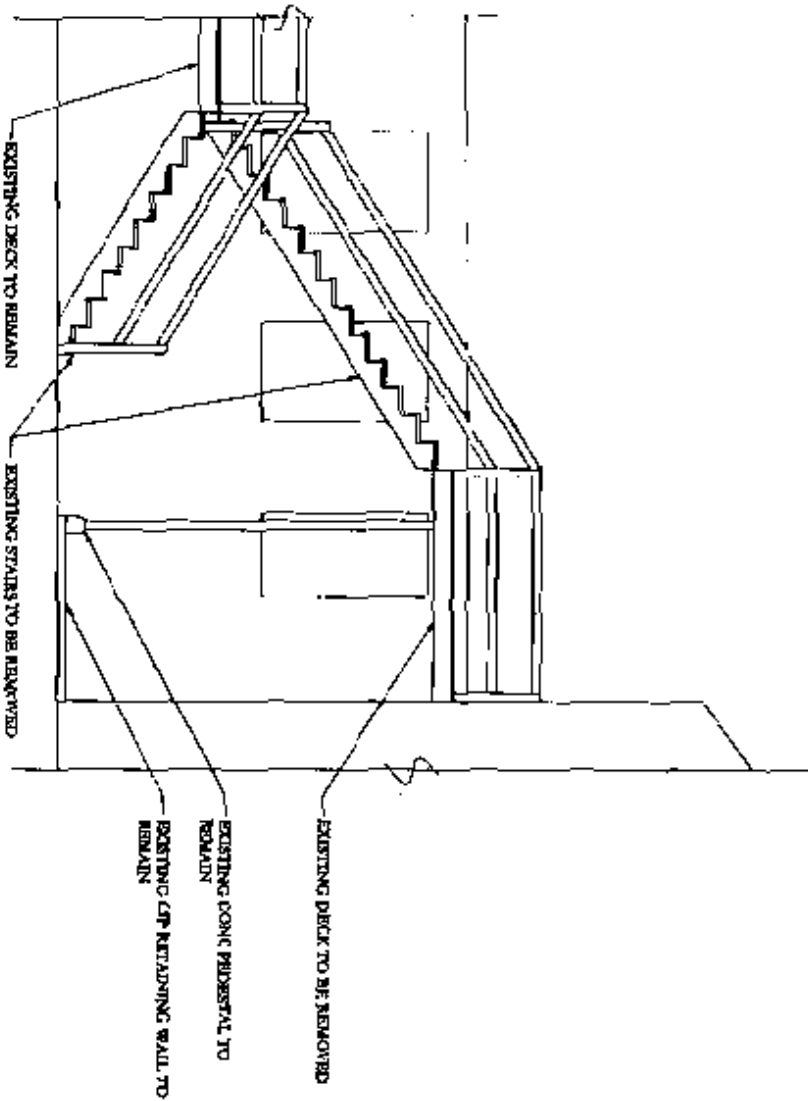 EXISTING DECK TO REMAIN
EXISTING STAIRS TO BE REMOVED
EXISTING DECK TO BE REMOVED
EXISTING CONC PEDESTAL TO
REMAIN
EXISTING CIP RETAINING WALL TO
REMAIN